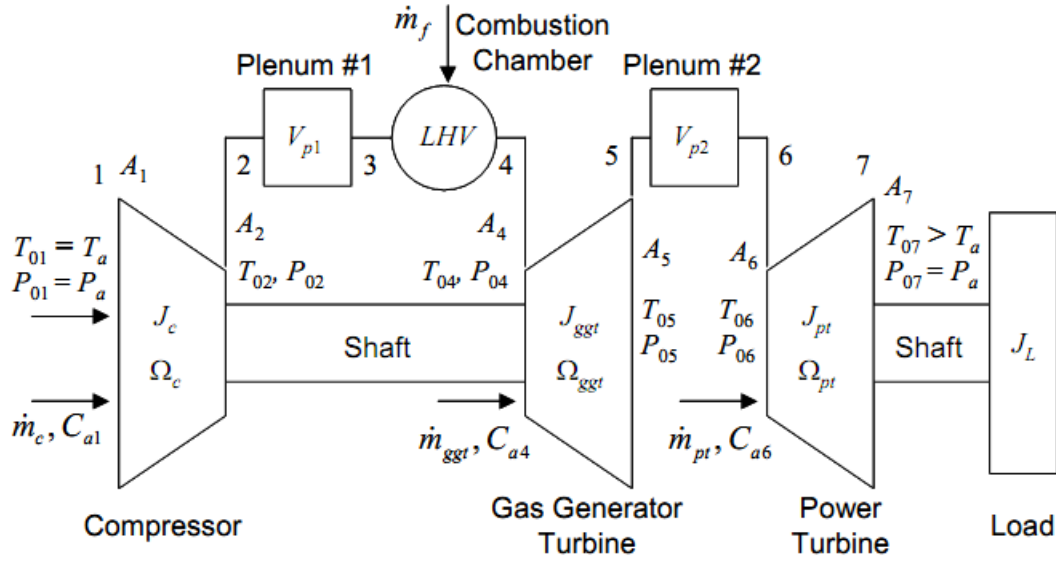 ṁ_f
Combustion
Chamber
Plenum #1
Plenum #2
V_p1
LHV
V_p2
1
A_1
2
3
4
5
6
7
A_7
A_2
A_4
A_5
A_6
T_01 = T_a
P_01 = P_a
T_02, P_02
T_04, P_04
T_05
P_05
T_06
P_06
T_07 > T_a
P_07 = P_a
J_c
Ω_c
Shaft
J_ggt
Ω_ggt
J_pt
Ω_pt
Shaft
J_L
ṁ_c, C_a1
ṁ_ggt, C_a4
ṁ_pt, C_a6
Compressor
Gas Generator
Turbine
Power
Turbine
Load